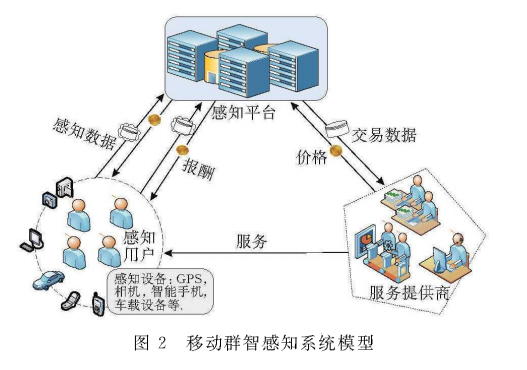 感知平台
感知数据
报酬
价格
交易数据
感知
用户
服务
感知设备:GPS,
相机,智能手机,
车载设备等.
服务提供商
图 2 移动群智感知系统模型